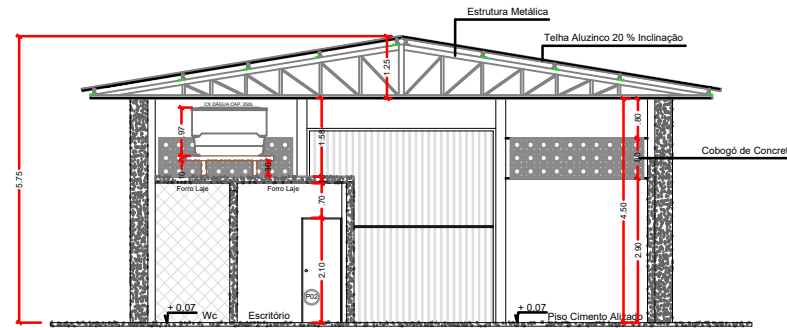 Estrutura Metálica
Telha Aluzinco 20 % Inclinação
1.25
CX DÁGUA CAP. 250L
.97
1.58
.80
Cobogó de Concret
5.75
Forro Laje
Forro Laje
.70
4.50
2.90
2.10
P02
+ 0.07
Wc
Escritório
+ 0.07
Piso Cimento Alizado